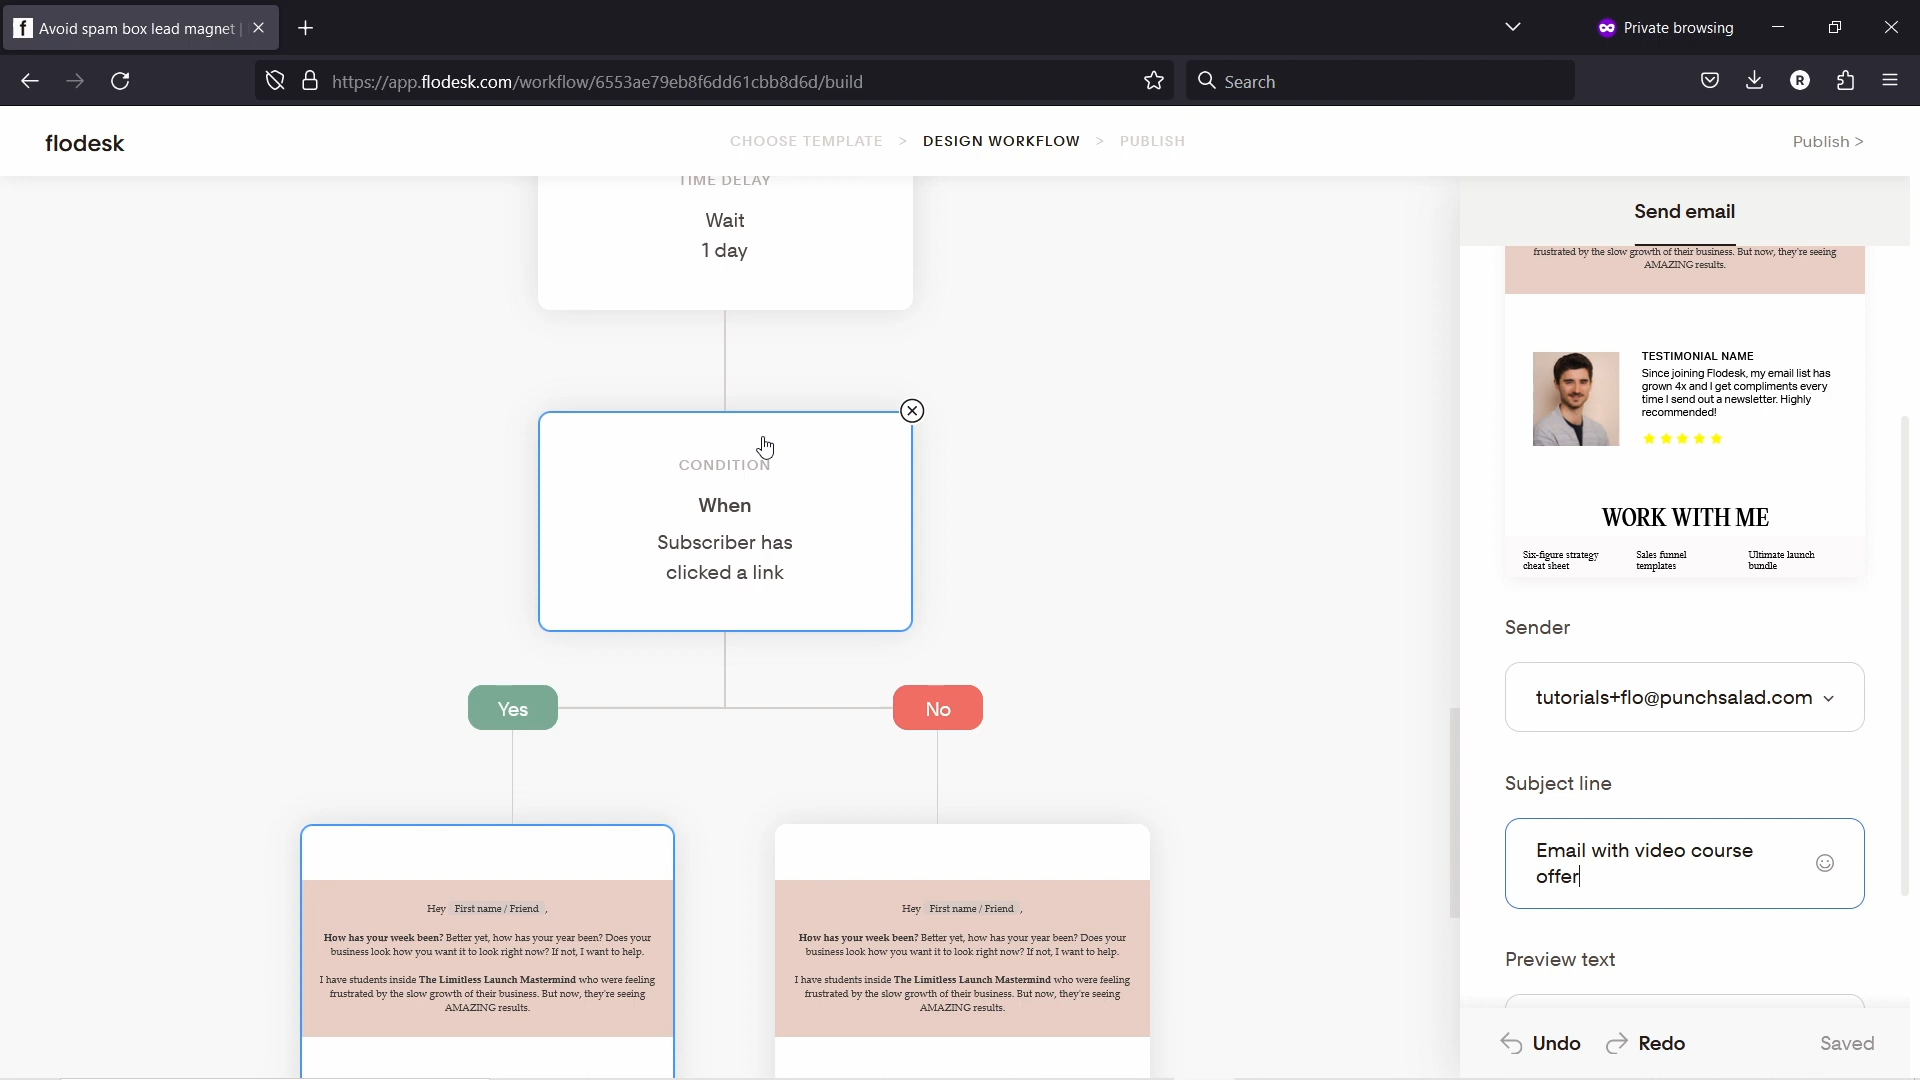 f Avoid spam box lead magnet |
Private browsing
https://app.flodesk.com/workflow/6553ae79eb8f6dd61cbb8d6d/build
Search
R
flodesk
CHOOSE TEMPLATE > DESIGN WORKFLOW > PUBLISH
Publish >
TIME DELAY
Wait
1 day
CONDITION
When
Subscriber has
clicked a link
Yes
No
Hey First name / Friend ,
How has your week been? Better yet, how has your year been? Does your
business look how you want it to look right now? If not, I want to help.
I have students inside The Limitless Launch Mastermind who were feeling
frustrated by the slow growth of their business. But now, they're seeing
AMAZING results.
Hey First name / Friend ,
How has your week been? Better yet, how has your year been? Does your
business look how you want it to look right now? If not, I want to help.
I have students inside The Limitless Launch Mastermind who were feeling
frustrated by the slow growth of their business. But now, they're seeing
AMAZING results.
Send email
frustrated by the slow growth of their business. But now, they're seeing
AMAZING results.
TESTIMONIAL NAME
Since joining Flodesk, my email list has
grown 4x and I get compliments every
time I send out a newsletter. Highly
recommended!
WORK WITH ME
Six-figure strategy
cheat sheet
Sales funnel
templates
Ultimate launch
bundle
Sender
tutorials+flo@punchsalad.com
Subject line
Email with video course
offer
Preview text
Undo
Redo
Saved